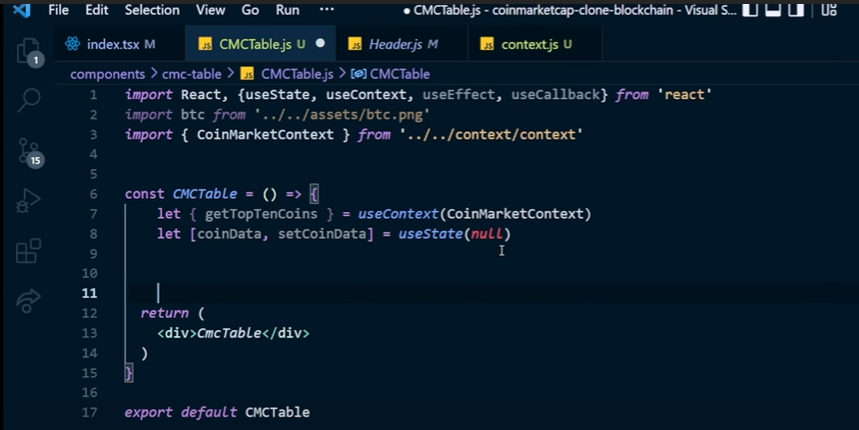 File Edit Selection View Go Run ··· ● CMCTable.js - coinmarketcap-clone-blockchain - Visual S...
index.tsx M JS CMCTable.js U ● JS Header.js M JS context.js U
components > cmc-table > JS CMCTable.js > CMCTable
1 import React, {useState, useContext, useEffect, useCallback} from 'react'
2 import btc from '../../assets/btc.png'
3 import { CoinMarketContext } from '../../context/context'
4
5
6 const CMCTable = () => {
7 let { getTopTenCoins } = useContext(CoinMarketContext)
8 let [coinData, setCoinData] = useState(null)
9
10
11
12 return (
13 <div>CmcTable</div>
14 )
15 }
16
17 export default CMCTable
1
15